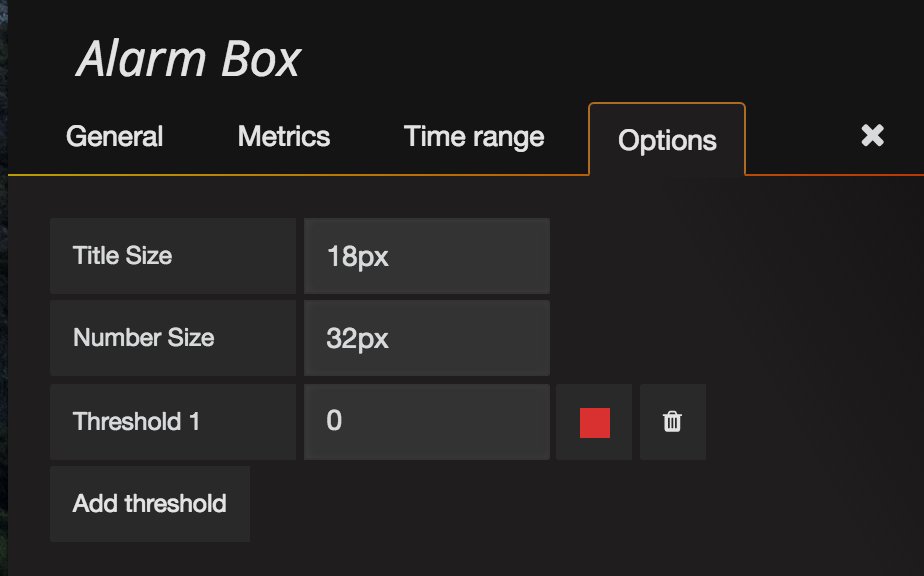 Alarm Box
General Metrics Time range Options
Title Size 18px
Number Size 32px
Threshold 1 0
Add threshold